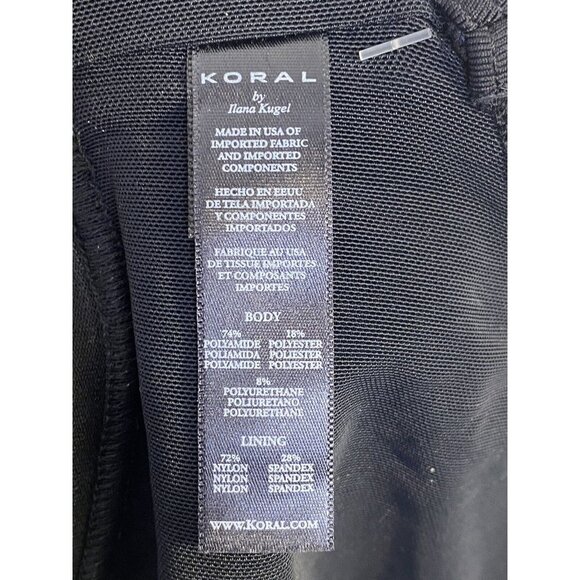 KORAL
by
Ilana Kugel
MADE IN USA OF
IMPORTED FABRIC
AND IMPORTED
COMPONENTS
HECHO EN EEUU
DE TELA IMPORTADA
Y COMPONENTES
IMPORTADOS
FABRIQUE AU USA
DE TISSUE IMPORTES
ET COMPOSANTS
IMPORTES
BODY
74% 18%
POLYAMIDE POLYESTER
POLIAMIDA POLIESTER
POLYAMIDE POLYESTER
8%
POLYURETHANE
POLIURETANO
POLYURETHANE
LINING
72% 28%
NYLON SPANDEX
NYLON SPANDEX
NYLON SPANDEX
WWW.KORAL.COM